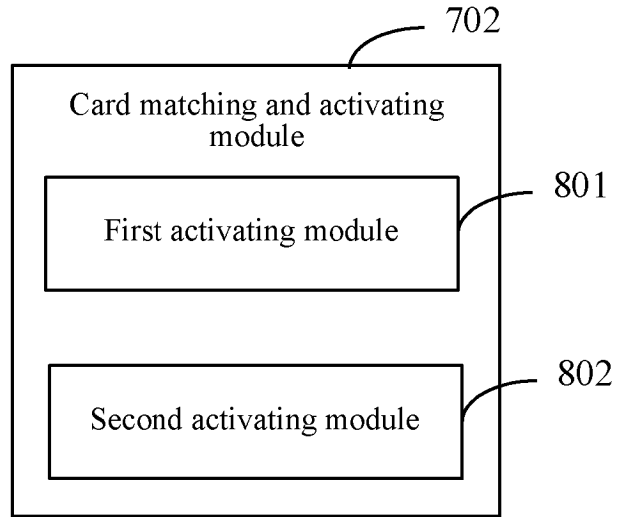 702
Card matching and activating
module
801
First activating module
802
Second activating module